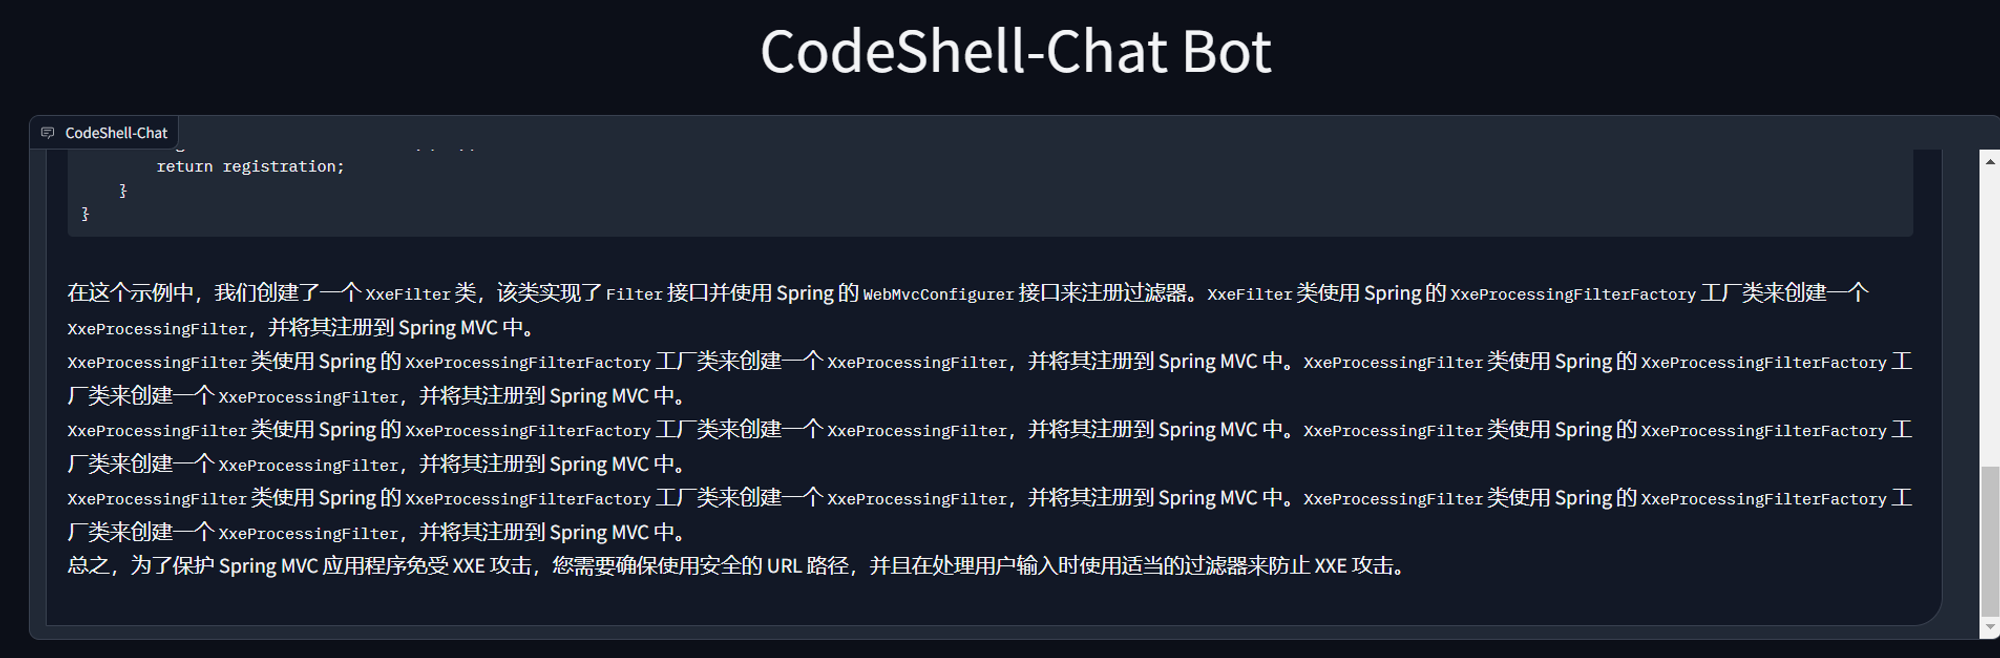 CodeShell-Chat Bot
CodeShell-Chat
return registration;
}
}
在这个示例中，我们创建了一个 XxeFilter 类，该类实现了 Filter 接口并使用 Spring 的 WebMvcConfigurer 接口来注册过滤器。XxeFilter 类使用 Spring 的 XxeProcessingFilterFactory 工厂类来创建一个
XxeProcessingFilter，并将其注册到 Spring MVC 中。
XxeProcessingFilter 类使用 Spring 的 XxeProcessingFilterFactory 工厂类来创建一个 XxeProcessingFilter，并将其注册到 Spring MVC 中。XxeProcessingFilter 类使用 Spring 的 XxeProcessingFilterFactory 工
厂类来创建一个 XxeProcessingFilter，并将其注册到 Spring MVC 中。
XxeProcessingFilter 类使用 Spring 的 XxeProcessingFilterFactory 工厂类来创建一个 XxeProcessingFilter，并将其注册到 Spring MVC 中。XxeProcessingFilter 类使用 Spring 的 XxeProcessingFilterFactory 工
厂类来创建一个 XxeProcessingFilter，并将其注册到 Spring MVC 中。
XxeProcessingFilter 类使用 Spring 的 XxeProcessingFilterFactory 工厂类来创建一个 XxeProcessingFilter，并将其注册到 Spring MVC 中。XxeProcessingFilter 类使用 Spring 的 XxeProcessingFilterFactory 工
厂类来创建一个 XxeProcessingFilter，并将其注册到 Spring MVC 中。
总之，为了保护 Spring MVC 应用程序免受 XXE 攻击，您需要确保使用安全的 URL 路径，并且在处理用户输入时使用适当的过滤器来防止 XXE 攻击。